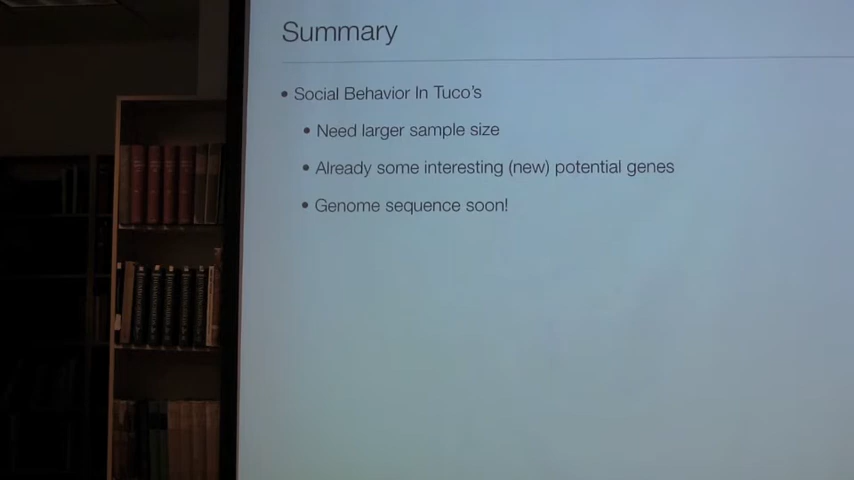 Summary
• Social Behavior In Tuco's
• Need larger sample size
• Already some interesting (new) potential genes
• Genome sequence soon!